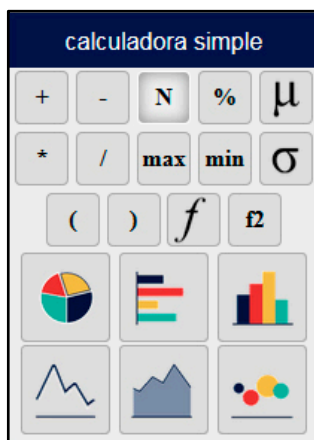 calculadora simple
+ - N % μ
* / max min σ
( ) f f2